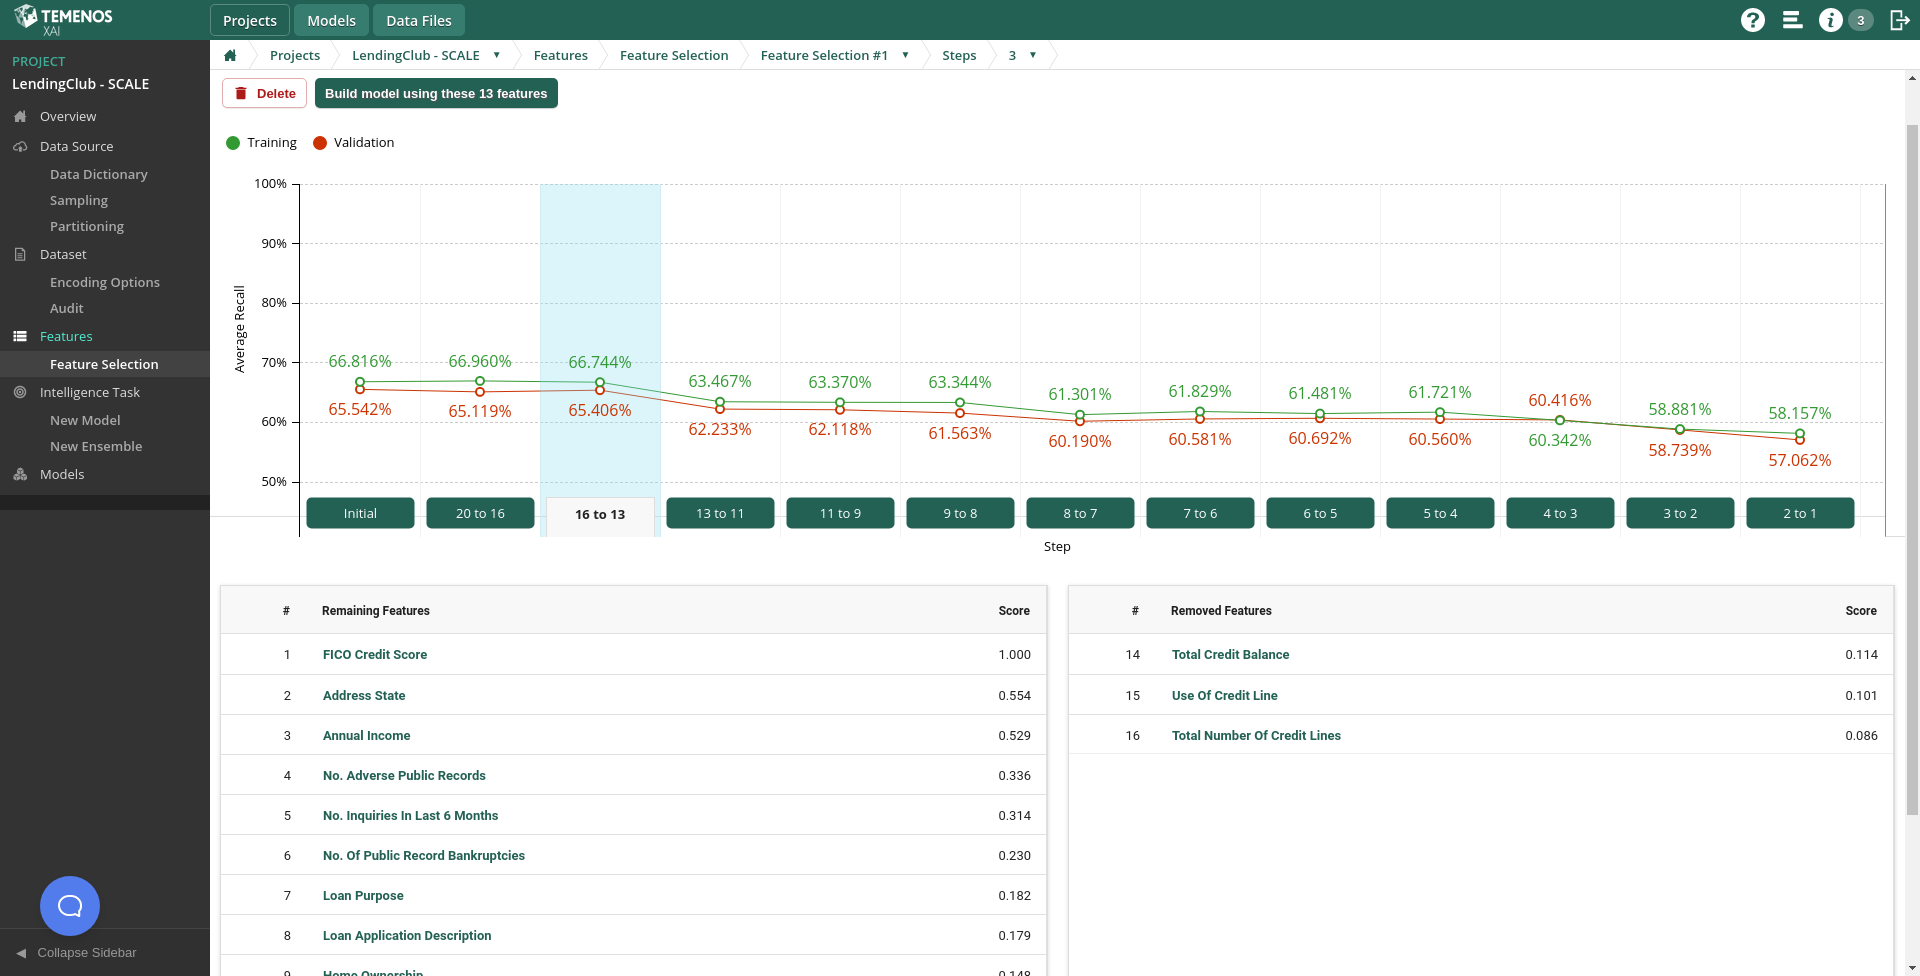 TEMENOS
XAI
Projects
Models
Data Files
3
PROJECT
LendingClub - SCALE
Overview
Data Source
Data Dictionary
Sampling
Partitioning
Dataset
Encoding Options
Audit
Features
Feature Selection
Intelligence Task
New Model
New Ensemble
Models
Collapse Sidebar
Projects
LendingClub - SCALE
Features
Feature Selection
Feature Selection #1
Steps
3
Delete
Build model using these 13 features
Training
Validation
Average Recall
100%
90%
80%
70%
60%
50%
66.816% 66.960% 66.744% 63.467% 63.370% 63.344% 61.301% 61.829% 61.481% 61.721% 60.416% 58.881% 58.157%
65.542% 65.119% 65.406% 62.233% 62.118% 61.563% 60.190% 60.581% 60.692% 60.560% 60.342% 58.739% 57.062%
Initial 20 to 16 16 to 13 13 to 11 11 to 9 9 to 8 8 to 7 7 to 6 6 to 5 5 to 4 4 to 3 3 to 2 2 to 1
Step
# Remaining Features Score
1 FICO Credit Score 1.000
2 Address State 0.554
3 Annual Income 0.529
4 No. Adverse Public Records 0.336
5 No. Inquiries In Last 6 Months 0.314
6 No. Of Public Record Bankruptcies 0.230
7 Loan Purpose 0.182
8 Loan Application Description 0.179
9 Home Ownership 0.148
# Removed Features Score
14 Total Credit Balance 0.114
15 Use Of Credit Line 0.101
16 Total Number Of Credit Lines 0.086